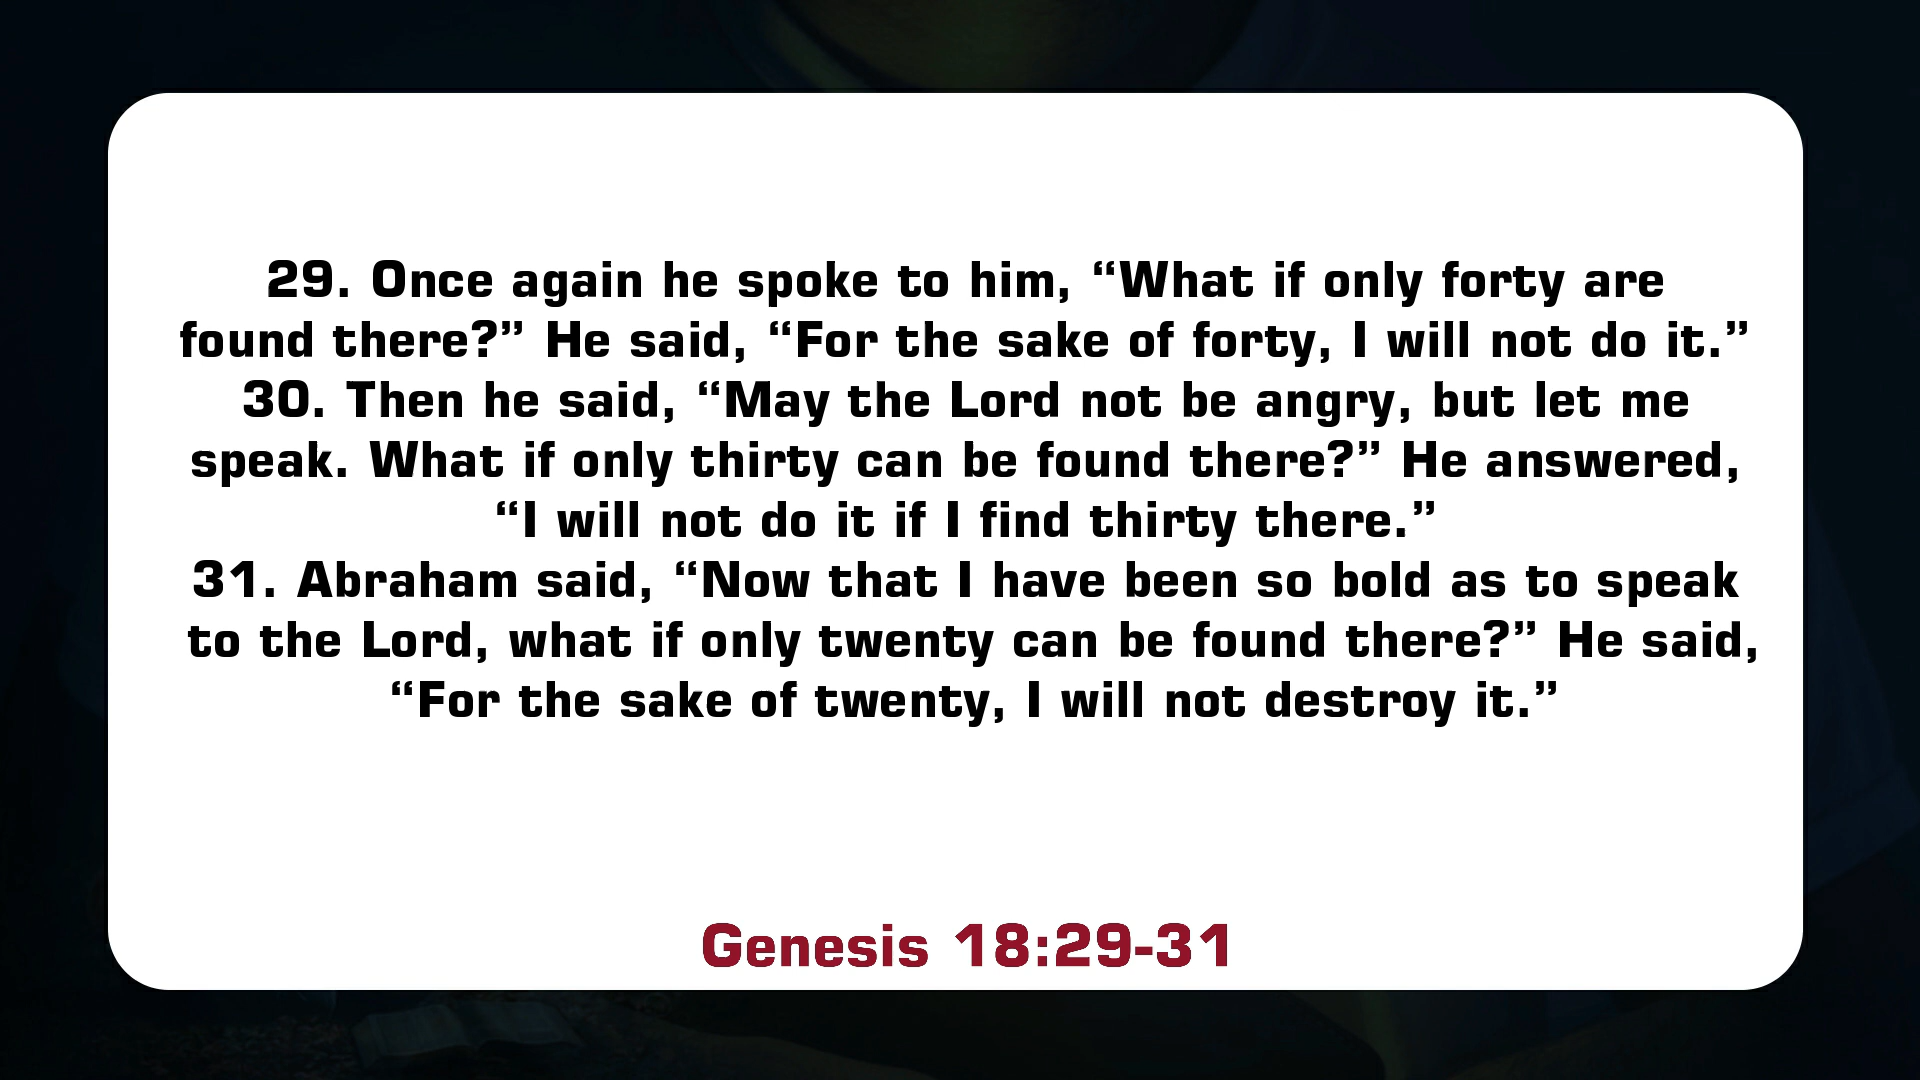 29. Once again he spoke to him, “What if only forty are
found there?” He said, “For the sake of forty, I will not do it.”
30. Then he said, “May the Lord not be angry, but let me
speak. What if only thirty can be found there?” He answered,
“I will not do it if I find thirty there.”
31. Abraham said, “Now that I have been so bold as to speak
to the Lord, what if only twenty can be found there?” He said,
“For the sake of twenty, I will not destroy it.”
Genesis 18:29-31